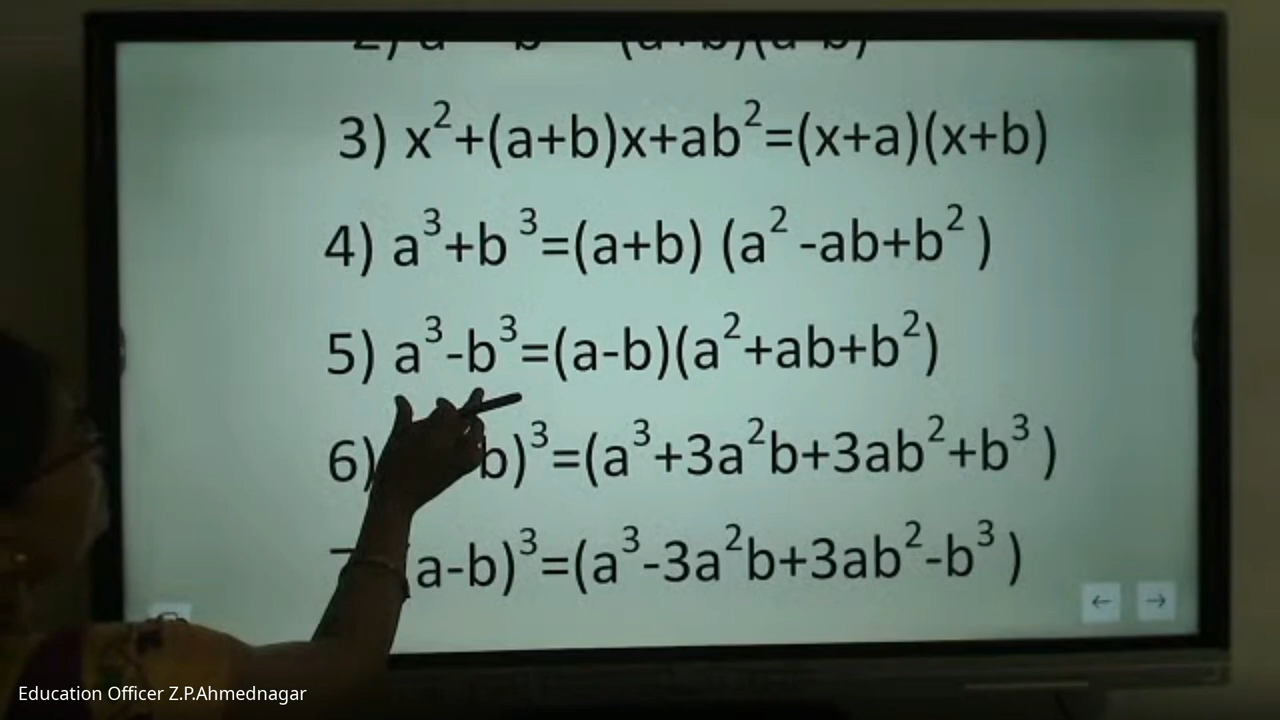 3) x²+(a+b)x+ab²=(x+a)(x+b)
4) a³+b ³=(a+b) (a² -ab+b² )
5) a³-b³=(a-b)(a²+ab+b²)
6) b)³=(a³+3a²b+3ab²+b³ )
a-b)³=(a³-3a²b+3ab²-b³ )
← →
Education Officer Z.P.Ahmednagar